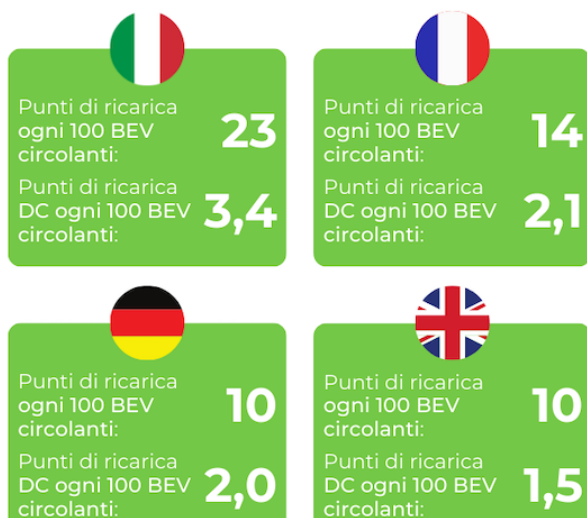 Punti di ricarica
ogni 100 BEV
circolanti:
23
Punti di ricarica
DC ogni 100 BEV
circolanti:
3,4
Punti di ricarica
ogni 100 BEV
circolanti:
14
Punti di ricarica
DC ogni 100 BEV
circolanti:
2,1
Punti di ricarica
ogni 100 BEV
circolanti:
10
Punti di ricarica
DC ogni 100 BEV
circolanti:
2,0
Punti di ricarica
ogni 100 BEV
circolanti:
10
Punti di ricarica
DC ogni 100 BEV
circolanti:
1,5